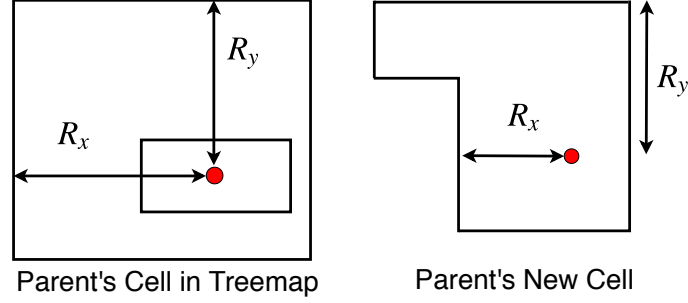 R_y
R_x
Parent's Cell in Treemap
R_y
R_x
Parent's New Cell